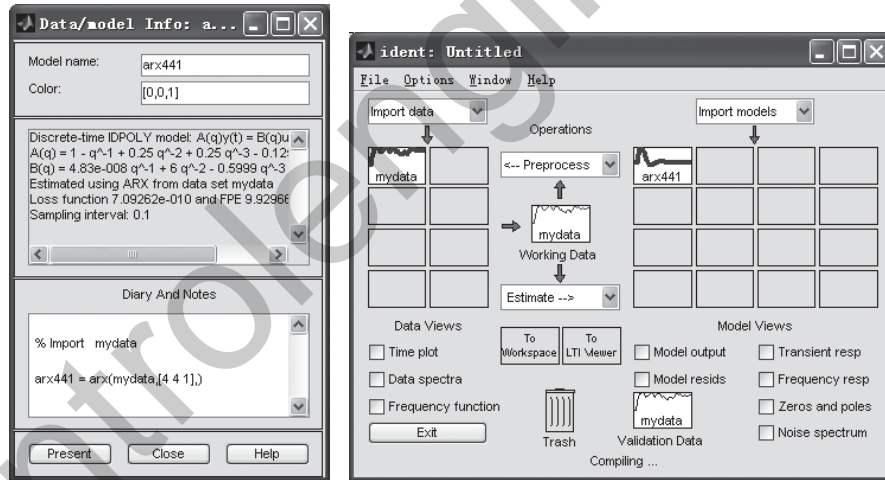 Data/model Info: a...
Model name:
arx441
Color:
[0,0,1]
Discrete-time IDPOLY model: A(q)y(t) = B(q)u
A(q) = 1 - q^-1 + 0.25 q^-2 + 0.25 q^-3 - 0.12
B(q) = 4.83e-008 q^-1 + 6 q^-2 - 0.5999 q^-3
Estimated using ARX from data set mydata
Loss function 7.09262e-010 and FPE 9.92966
Sampling interval: 0.1
Diary And Notes
% Import mydata
arx441 = arx(mydata,[4 4 1],)
Present
Close
Help
ident: Untitled
File Options Window Help
Import data
Operations
Import models
mydata
<-- Preprocess
arx441
mydata
Working Data
Estimate -->
Data Views
To Workspace
To LTI Viewer
Model Views
Time plot
Model output
Transient resp
Data spectra
Model resids
Frequency resp
Frequency function
mydata
Zeros and poles
Exit
Trash
Validation Data
Noise spectrum
Compiling ...